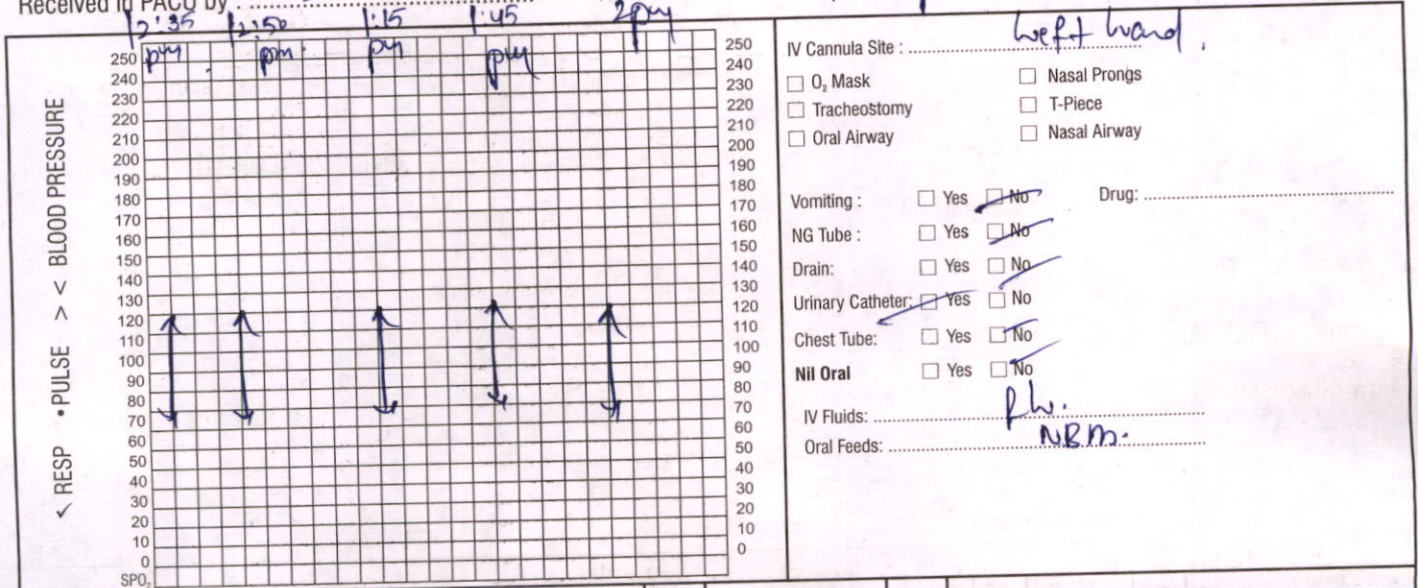 Received in PACU by
12:35 pm 12:50 pm. 1:15 pm 1:45 pm 2pm
< RESP • PULSE > < BLOOD PRESSURE
250 250
240 240
230 230
220 220
210 210
200 200
190 190
180 180
170 170
160 160
150 150
140 140
130 130
120 120
110 110
100 100
90 90
80 80
70 70
60 60
50 50
40 40
30 30
20 20
10 10
0 0
SPO₂
IV Cannula Site : Left hand.
O₂ Mask Nasal Prongs
Tracheostomy T-Piece
Oral Airway Nasal Airway
Vomiting : Yes No Drug:
NG Tube : Yes No
Drain: Yes No
Urinary Catheter: Yes No
Chest Tube: Yes No
Nil Oral Yes No
IV Fluids:
Oral Feeds: NBM.